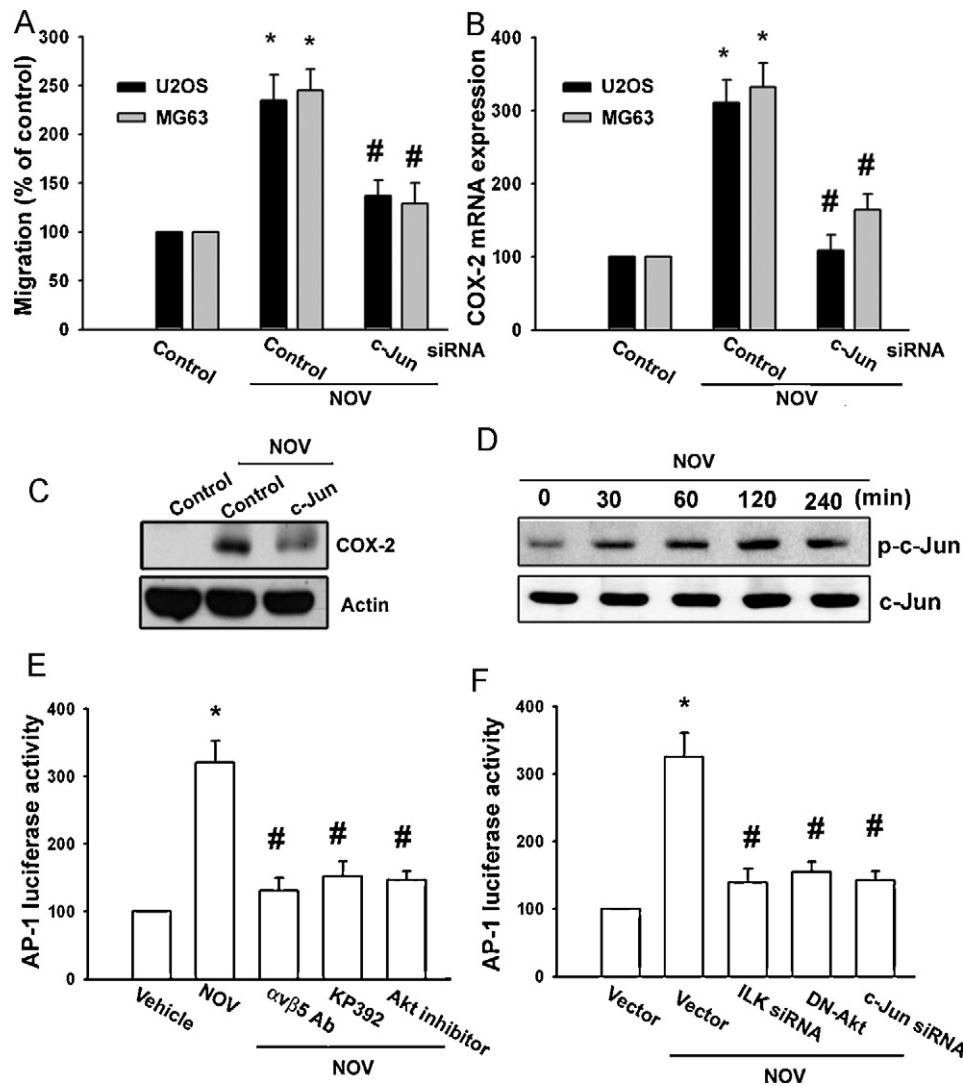 A
Migration (% of control)
300
250
200
150
100
50
0
U2OS
MG63
* *
# #
Control
Control
c-Jun
siRNA
NOV
B
COX-2 mRNA expression
400
300
200
100
0
U2OS
MG63
* *
# #
Control
Control
c-Jun
siRNA
NOV
C
NOV
Control
Control
c-Jun
COX-2
Actin
D
NOV
0 30 60 120 240 (min)
p-c-Jun
c-Jun
E
AP-1 luciferase activity
400
300
200
100
0
*
# # #
Vehicle
NOV
αvβ5 Ab
KP392
Akt inhibitor
NOV
F
AP-1 luciferase activity
400
300
200
100
0
*
# # #
Vector
Vector
ILK siRNA
DN-Akt
c-Jun siRNA
NOV